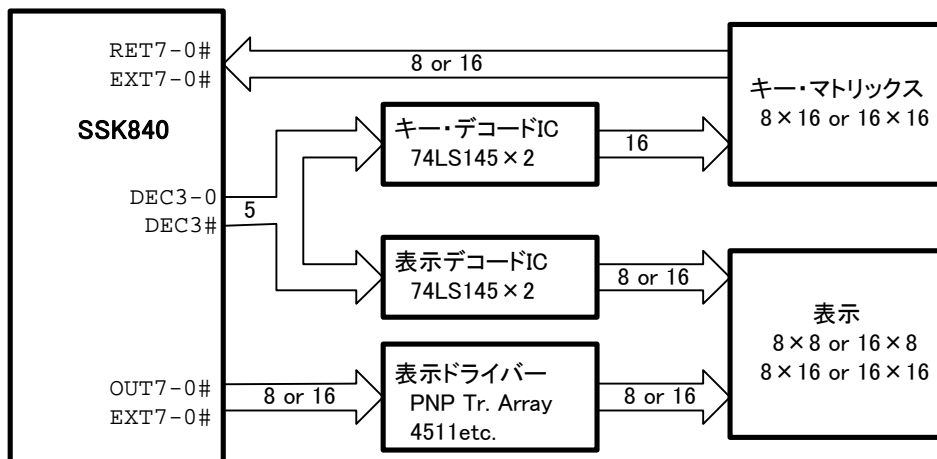 RET7-0#
EXT7-0#
8 or 16
SSK840
キー・マトリックス
8×16 or 16×16
キー・デコードIC
74LS145×2
16
DEC3-0
DEC3#
5
表示デコードIC
74LS145×2
8 or 16
表示
8×8 or 16×8
8×16 or 16×16
OUT7-0#
EXT7-0#
8 or 16
表示ドライバー
PNP Tr. Array
4511etc.
8 or 16